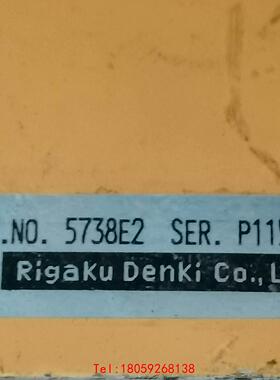 .NO. 5738E2 SER. P11
Rigaku Denki Co., L
Tel:18059268138